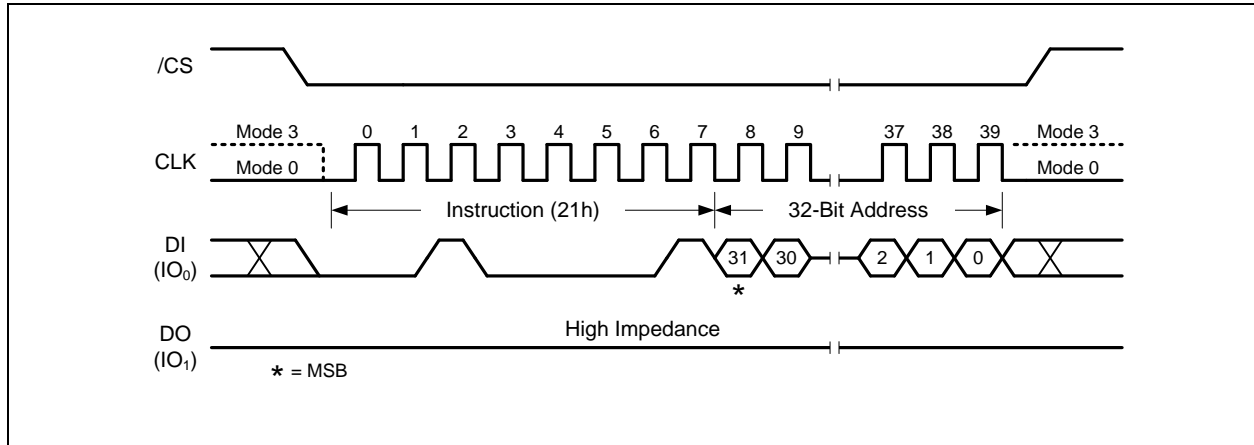 /CS
Mode 3 0 1 2 3 4 5 6 7 8 9 37 38 39 Mode 3
CLK
Mode 0 Mode 0
Instruction (21h) 32-Bit Address
DI
(IO₀)
31 30 2 1 0
*
DO
(IO₁)
High Impedance
* = MSB